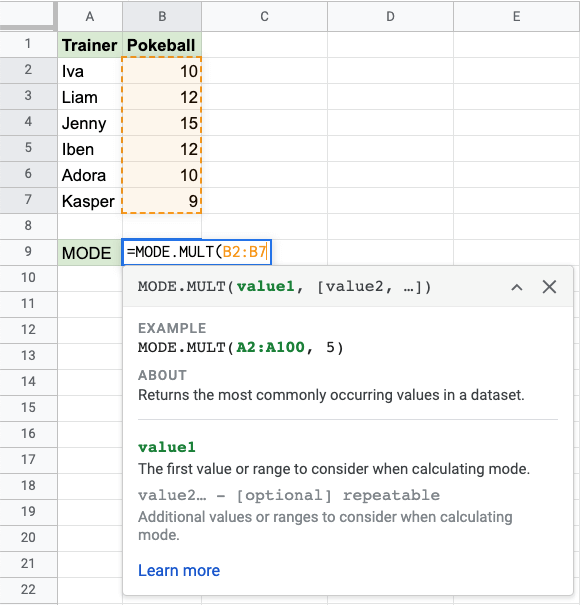 A B C D E
1 Trainer Pokeball
2 Iva 10
3 Liam 12
4 Jenny 15
5 Iben 12
6 Adora 10
7 Kasper 9
8
9 MODE =MODE.MULT(B2:B7
10 MODE.MULT(value1, [value2, …])
11
12 EXAMPLE
MODE.MULT(A2:A100, 5)
13
ABOUT
14 Returns the most commonly occurring values in a dataset.
15
16
value1
17 The first value or range to consider when calculating mode.
18 value2… – [optional] repeatable
19 Additional values or ranges to consider when calculating
20 mode.
21 Learn more
22